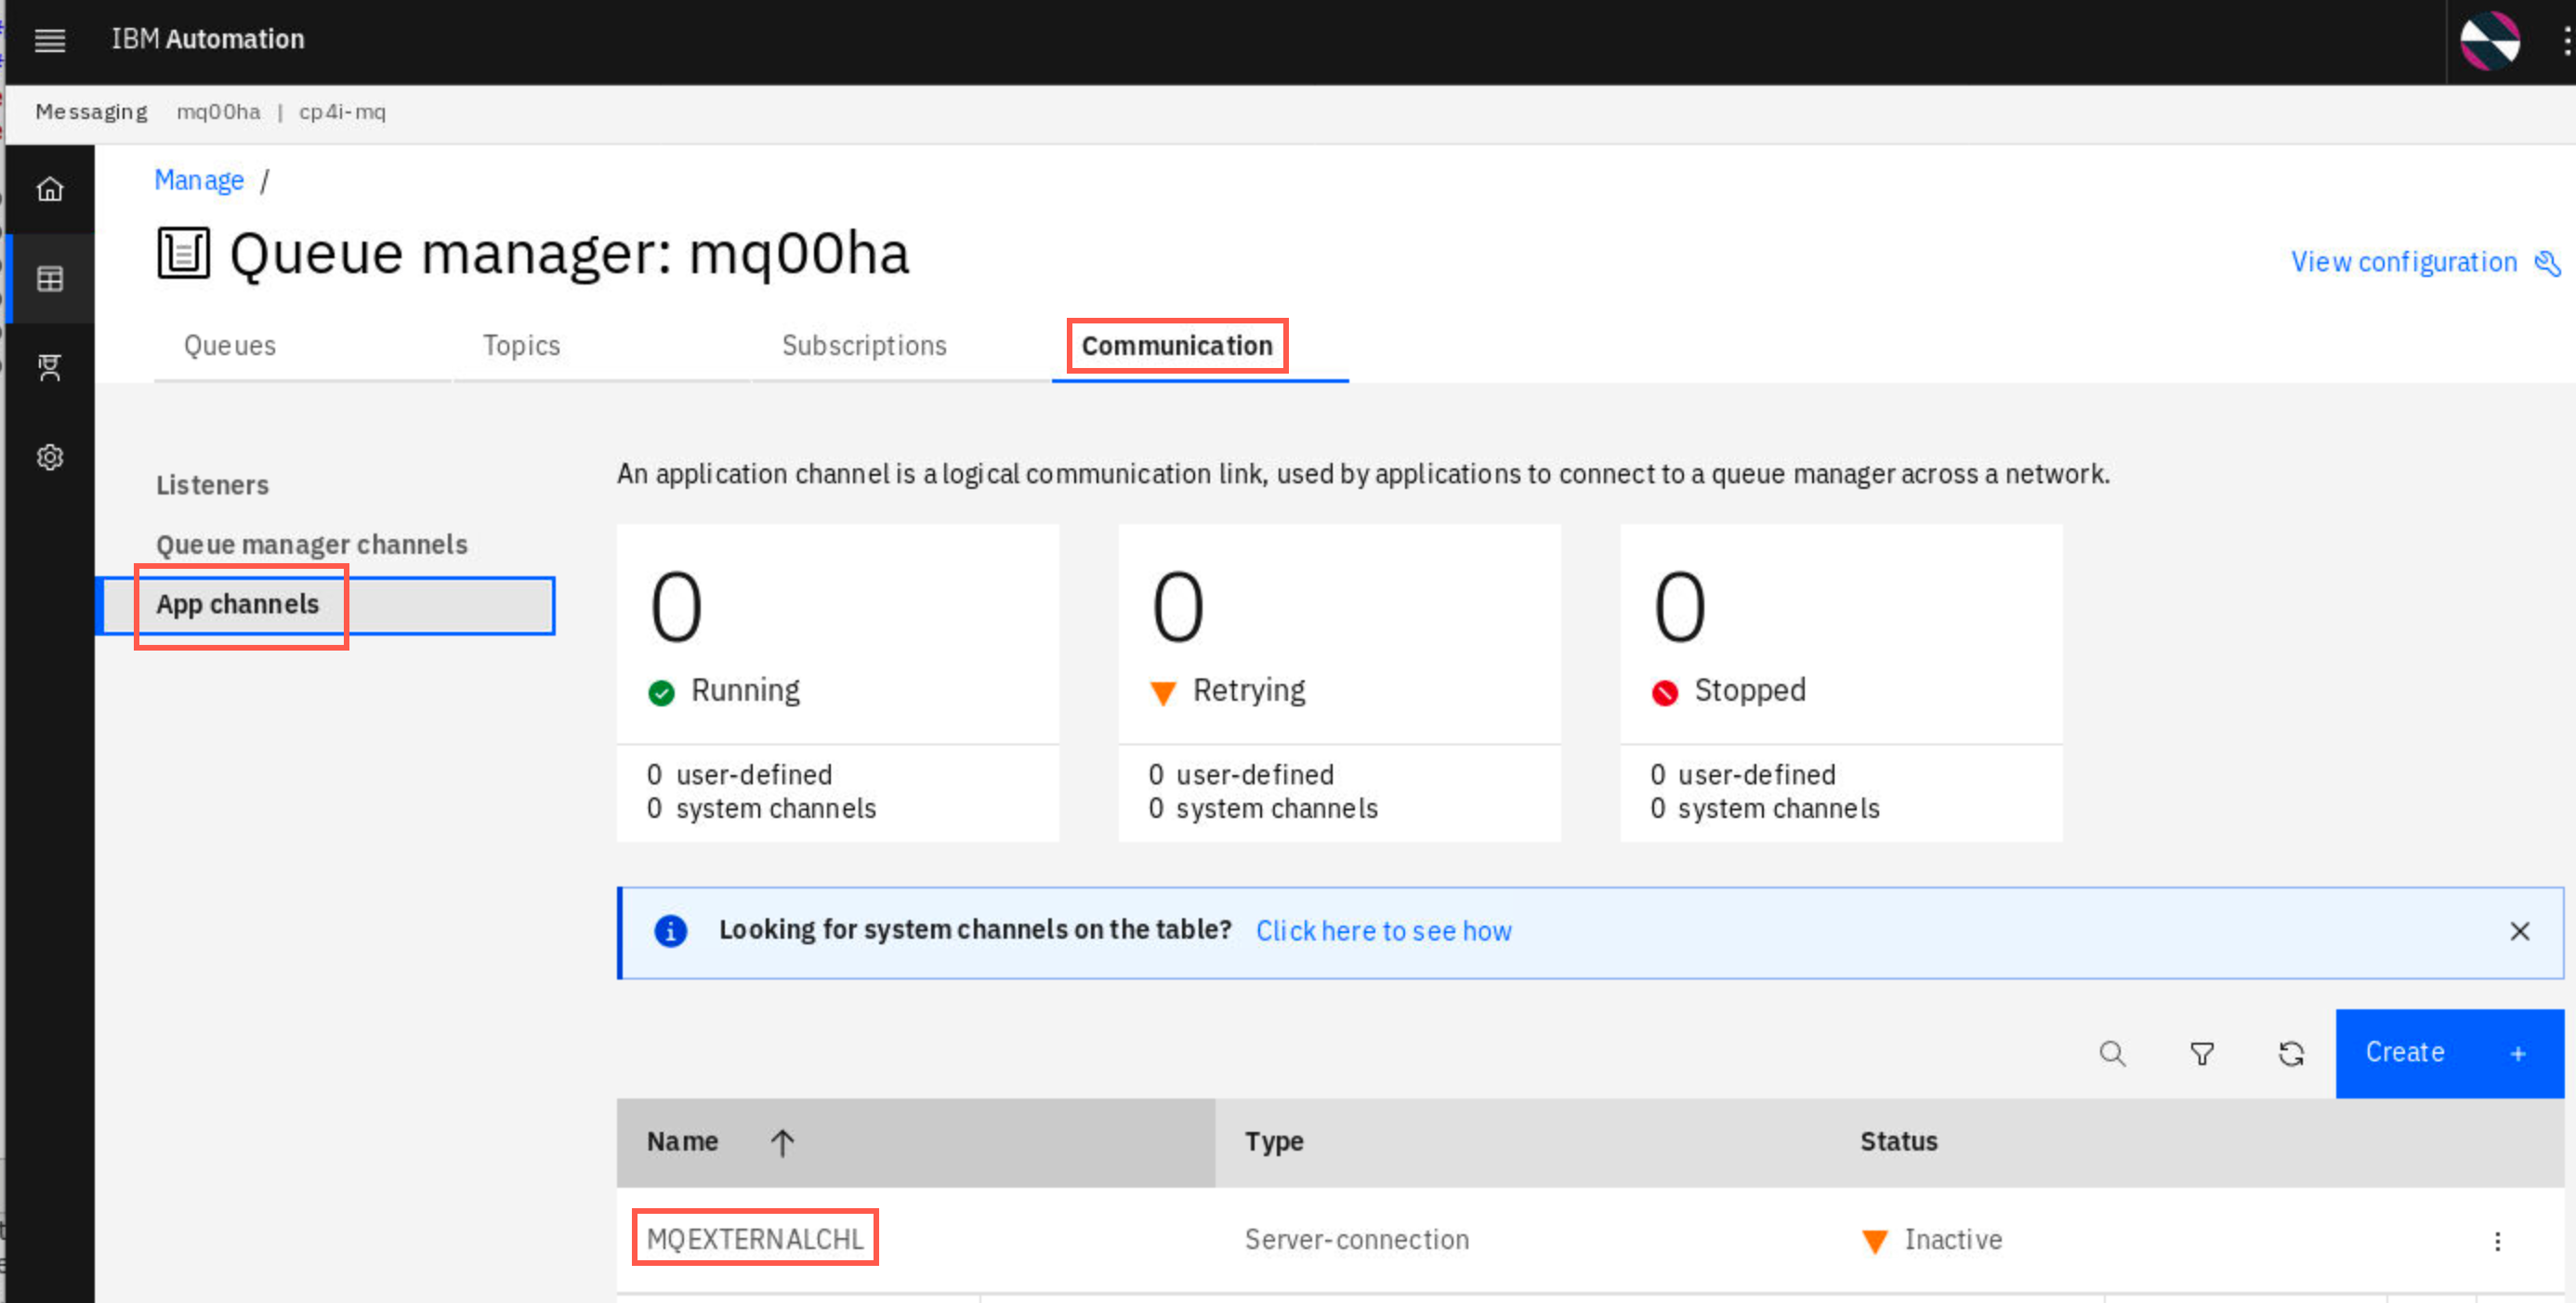 IBM Automation
Messaging mq00ha | cp4i-mq
Manage /
Queue manager: mq00ha
View configuration
Queues Topics Subscriptions Communication
Listeners
Queue manager channels
App channels
An application channel is a logical communication link, used by applications to connect to a queue manager across a network.
0 0 0
Running Retrying Stopped
0 user-defined 0 user-defined 0 user-defined
0 system channels 0 system channels 0 system channels
Looking for system channels on the table? Click here to see how
Create +
Name Type Status
MQEXTERNALCHL Server-connection Inactive